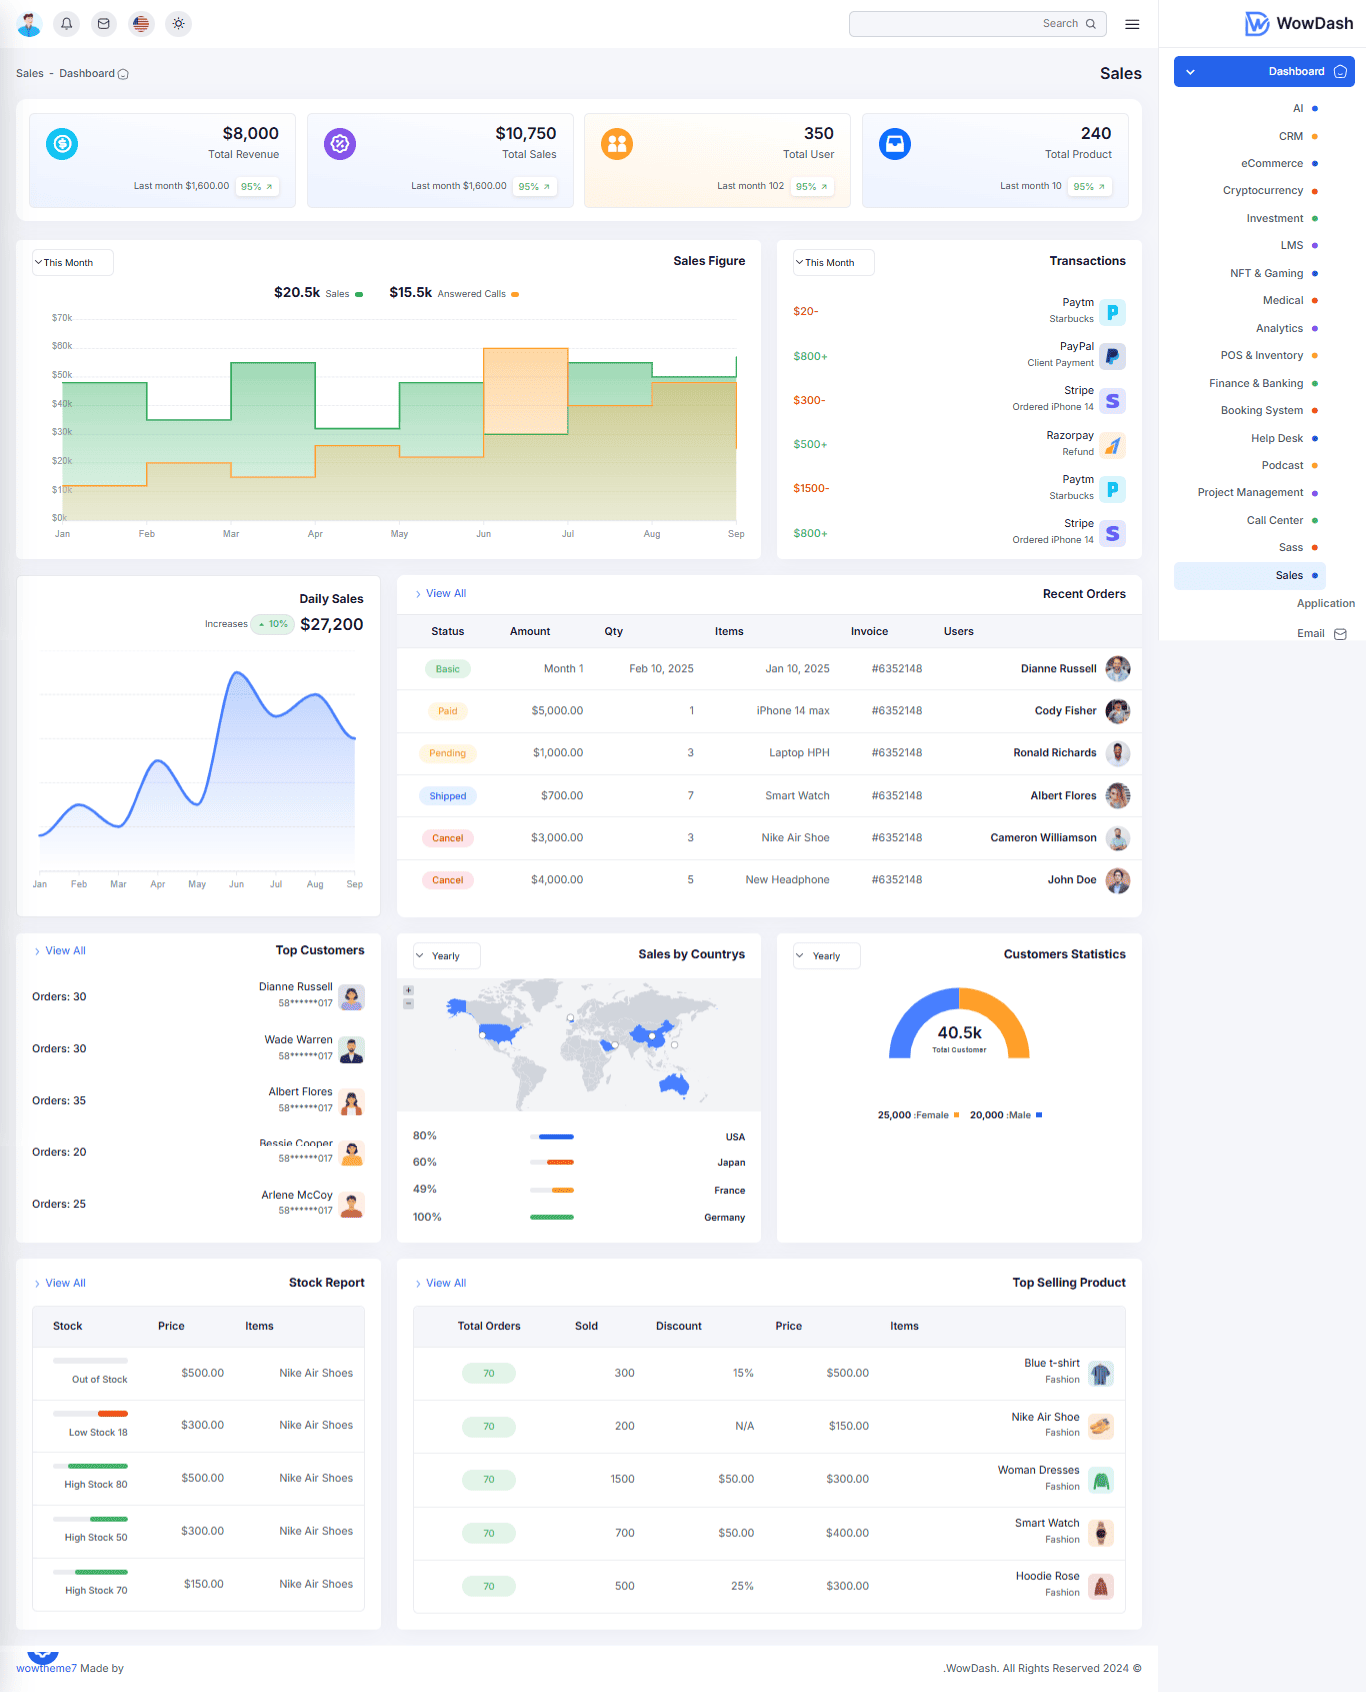 WowDash
Search
Dashboard
Sales - Dashboard
Sales
AI
CRM
eCommerce
Cryptocurrency
Investment
LMS
NFT & Gaming
Medical
Analytics
POS & Inventory
Finance & Banking
Booking System
Help Desk
Podcast
Project Management
Call Center
Sass
Sales
Application
Email
$8,000
Total Revenue
Last month $1,600.00 95%
$10,750
Total Sales
Last month $1,600.00 95%
350
Total User
Last month 102 95%
240
Total Product
Last month 10 95%
This Month
Sales Figure
$20.5k Sales $15.5k Answered Calls
$70k
$60k
$50k
$40k
$30k
$20k
$10k
$0k
Jan Feb Mar Apr May Jun Jul Aug Sep
This Month
Transactions
$20- Paytm
Starbucks
$800+ PayPal
Client Payment
$300- Stripe
Ordered iPhone 14
$500+ Razorpay
Refund
$1500- Paytm
Starbucks
$800+ Stripe
Ordered iPhone 14
Daily Sales
Increases 10% $27,200
Jan Feb Mar Apr May Jun Jul Aug Sep
View All
Recent Orders
Status Amount Qty Items Invoice Users
Basic Month 1 Feb 10, 2025 Jan 10, 2025 #6352148 Dianne Russell
Paid $5,000.00 1 iPhone 14 max #6352148 Cody Fisher
Pending $1,000.00 3 Laptop HPH #6352148 Ronald Richards
Shipped $700.00 7 Smart Watch #6352148 Albert Flores
Cancel $3,000.00 3 Nike Air Shoe #6352148 Cameron Williamson
Cancel $4,000.00 5 New Headphone #6352148 John Doe
View All
Top Customers
Orders: 30 Dianne Russell
58******017
Orders: 30 Wade Warren
58******017
Orders: 35 Albert Flores
58******017
Orders: 20 Bessie Cooper
58******017
Orders: 25 Arlene McCoy
58******017
Yearly
Sales by Countrys
+
−
80% USA
60% Japan
49% France
100% Germany
Yearly
Customers Statistics
40.5k
Total Customer
25,000 :Female 20,000 :Male
View All
Stock Report
Stock Price Items
Out of Stock $500.00 Nike Air Shoes
Low Stock 18 $300.00 Nike Air Shoes
High Stock 80 $500.00 Nike Air Shoes
High Stock 50 $300.00 Nike Air Shoes
High Stock 70 $150.00 Nike Air Shoes
View All
Top Selling Product
Total Orders Sold Discount Price Items
70 300 15% $500.00 Blue t-shirt
Fashion
70 200 N/A $150.00 Nike Air Shoe
Fashion
70 1500 $50.00 $300.00 Woman Dresses
Fashion
70 700 $50.00 $400.00 Smart Watch
Fashion
70 500 25% $300.00 Hoodie Rose
Fashion
wowtheme7 Made by
.WowDash. All Rights Reserved 2024 ©